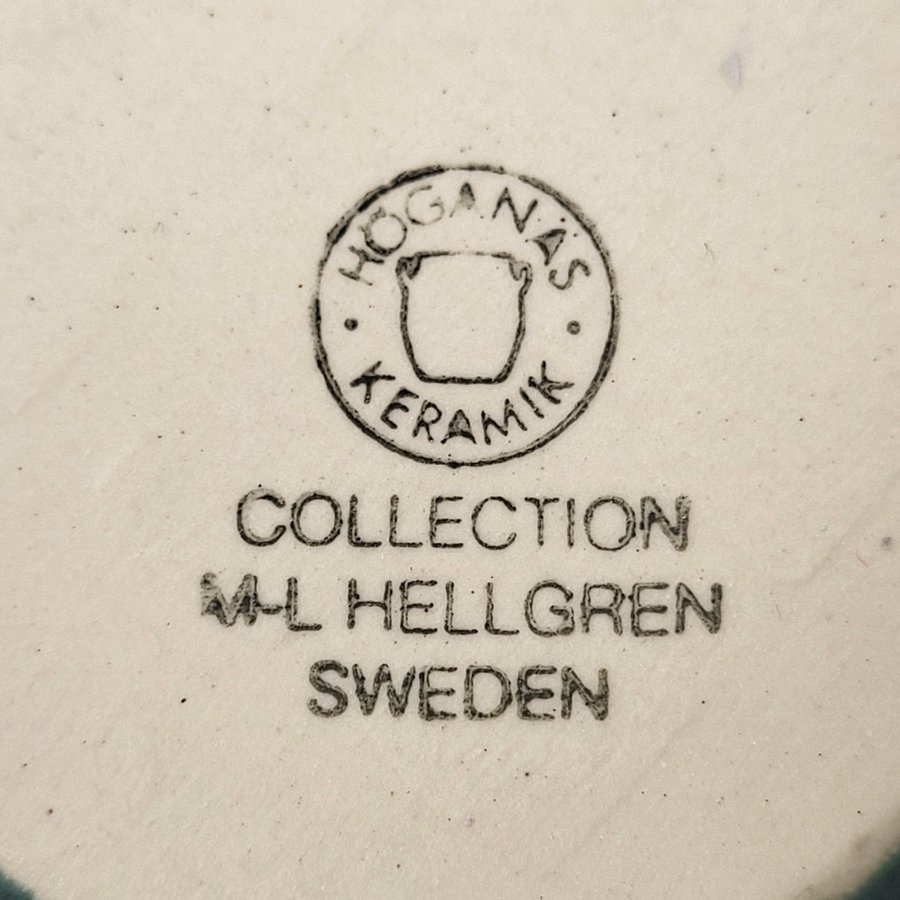 HÖGANÄS
KERAMIK
COLLECTION
M-L HELLGREN
SWEDEN